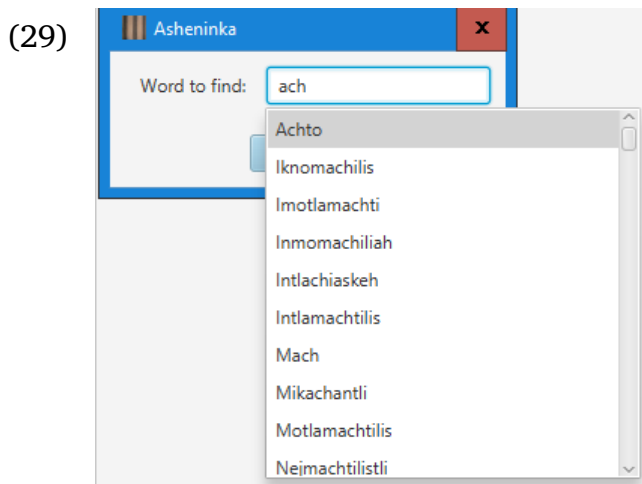 (29)
Asheninka
x
Word to find: ach
Achto
Iknomachilis
Imotlamachti
Inmomachiliah
Intlachiaskeh
Intlamachtilis
Mach
Mikachantli
Motlamachtilis
Nejmachtilistli